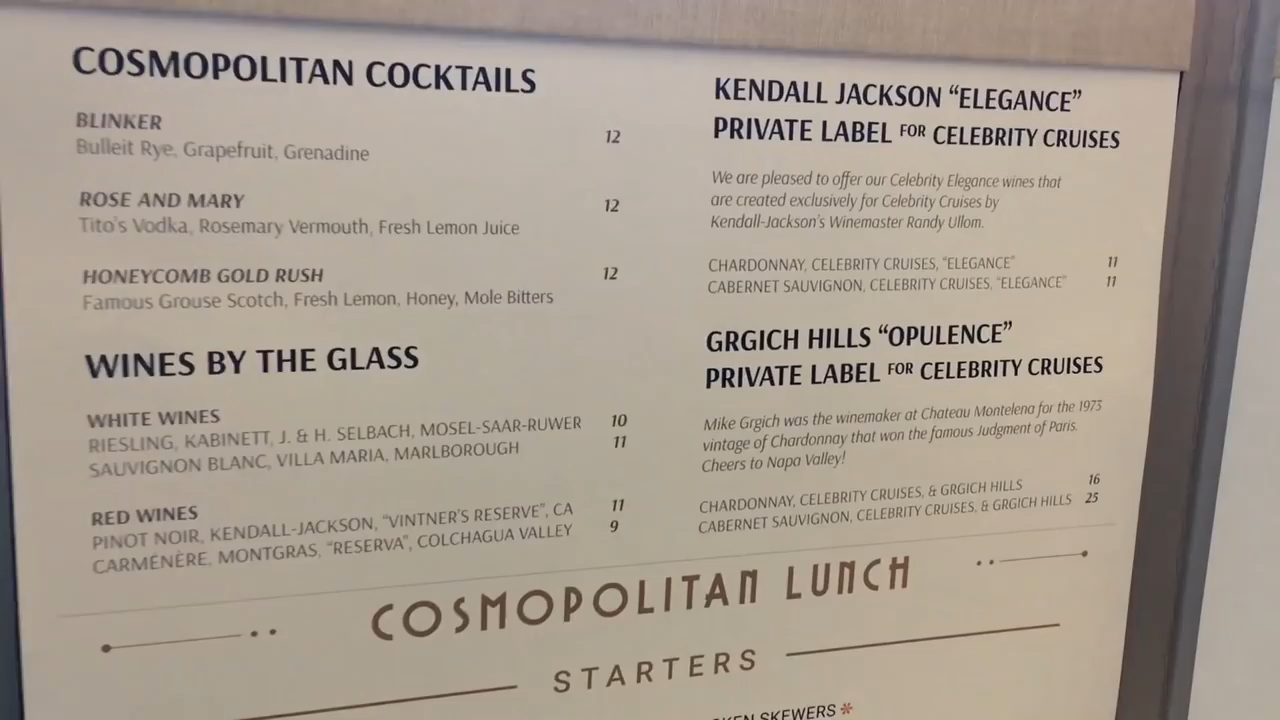 COSMOPOLITAN COCKTAILS
BLINKER
Bulleit Rye, Grapefruit, Grenadine 12
ROSE AND MARY
Tito's Vodka, Rosemary Vermouth, Fresh Lemon Juice 12
HONEYCOMB GOLD RUSH 12
Famous Grouse Scotch, Fresh Lemon, Honey, Mole Bitters
WINES BY THE GLASS
WHITE WINES
RIESLING, KABINETT, J. & H. SELBACH, MOSEL-SAAR-RUWER 10
SAUVIGNON BLANC, VILLA MARIA, MARLBOROUGH 11
RED WINES
PINOT NOIR, KENDALL-JACKSON, "VINTNER'S RESERVE", CA 11
CARMÉNÈRE, MONTGRAS, "RESERVA", COLCHAGUA VALLEY 9
KENDALL JACKSON “ELEGANCE”
PRIVATE LABEL FOR CELEBRITY CRUISES
We are pleased to offer our Celebrity Elegance wines that
are created exclusively for Celebrity Cruises by
Kendall-Jackson's Winemaster Randy Ullom.
CHARDONNAY, CELEBRITY CRUISES, "ELEGANCE" 11
CABERNET SAUVIGNON, CELEBRITY CRUISES, "ELEGANCE" 11
GRGICH HILLS “OPULENCE”
PRIVATE LABEL FOR CELEBRITY CRUISES
Mike Grgich was the winemaker at Chateau Montelena for the 1973
vintage of Chardonnay that won the famous Judgment of Paris.
Cheers to Napa Valley!
CHARDONNAY, CELEBRITY CRUISES, & GRGICH HILLS 16
CABERNET SAUVIGNON, CELEBRITY CRUISES, & GRGICH HILLS 25
COSMOPOLITAN LUNCH
STARTERS
SKEWERS *